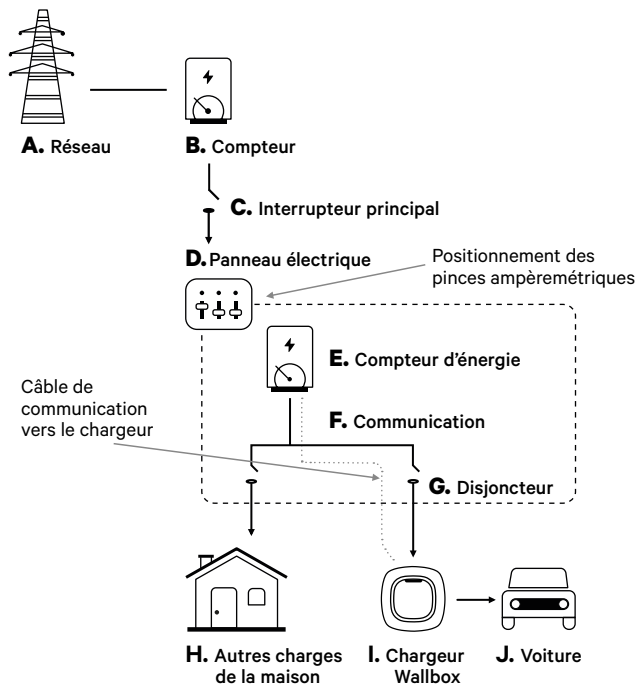 A. Réseau
B. Compteur
C. Interrupteur principal
D. Panneau électrique
Positionnement des
pinces ampèremétriques
E. Compteur d'énergie
Câble de
communication
vers le chargeur
F. Communication
G. Disjoncteur
H. Autres charges
de la maison
I. Chargeur
Wallbox
J. Voiture